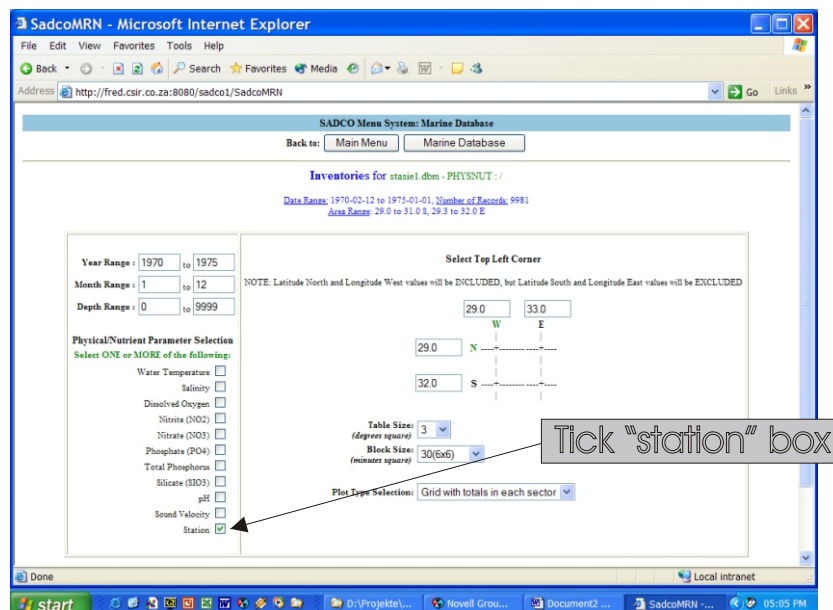 SadcoMRN - Microsoft Internet Explorer
File Edit View Favorites Tools Help
Back Search Favorites Media
Address http://fred.csir.co.za:8080/sadco1/SadcoMRN Go Links »
SADCO Menu System: Marine Database
Back to: Main Menu Marine Database
Inventories for stasie1.dbm - PHYSNUT : /
Date Range: 1970-02-12 to 1975-01-01, Number of Records: 9981
Area Range: 29.0 to 31.0 S, 29.3 to 32.0 E
Year Range : 1970 to 1975
Month Range : 1 to 12
Depth Range : 0 to 9999
Physical/Nutrient Parameter Selection
Select ONE or MORE of the following:
Water Temperature
Salinity
Dissolved Oxygen
Nitrite (NO2)
Nitrate (NO3)
Phosphate (PO4)
Total Phosphorus
Silicate (SIO3)
pH
Sound Velocity
Station
Select Top Left Corner
NOTE: Latitude North and Longitude West values will be INCLUDED, but Latitude South and Longitude East values will be EXCLUDED
29.0 33.0
W E
29.0 N ----+-------- ----+----
32.0 S ----+-------- ----+----
Table Size: 3
(degrees square)
Block Size: 30(6x6)
(minutes square)
Plot Type Selection: Grid with totals in each sector
Tick "station" box
Done Local intranet
start D:\Projekte\... Novell Grou... Document2 ... SadcoMRN -... 05:05 PM